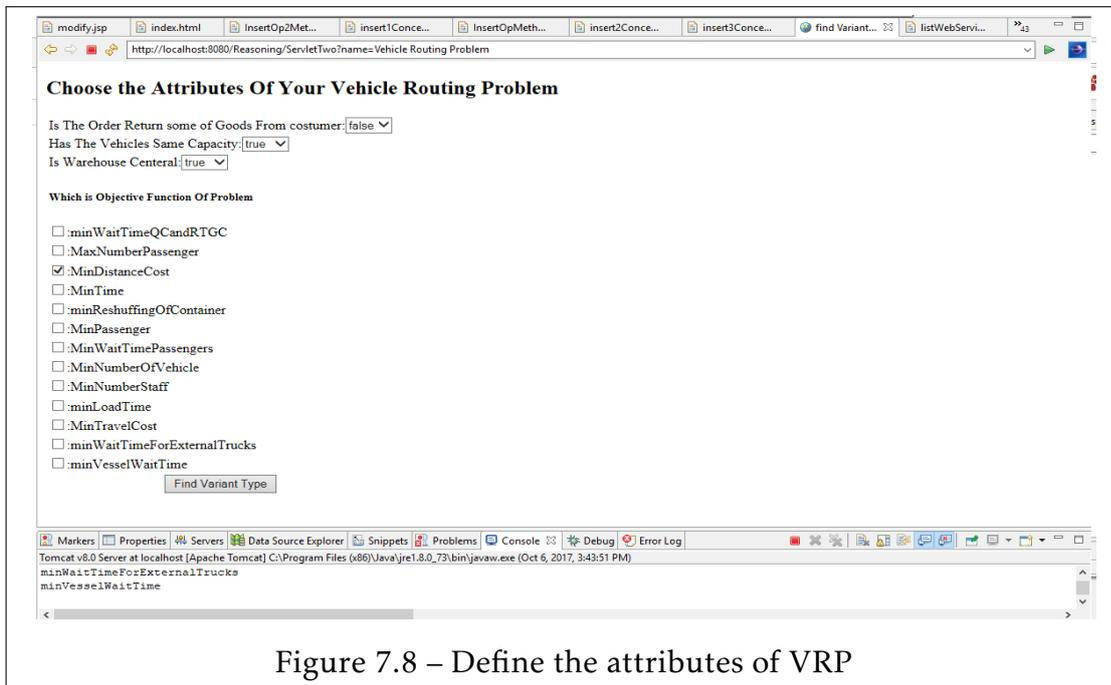 modify.jsp index.html InsertOp2Met... insert1Conce... InsertOpMeth... insert2Conce... insert3Conce... find Variant... listWebServi... »43
http://localhost:8080/Reasoning/ServletTwo?name=Vehicle Routing Problem
Choose the Attributes Of Your Vehicle Routing Problem
Is The Order Return some of Goods From costumer: false
Has The Vehicles Same Capacity: true
Is Warehouse Centeral: true
Which is Objective Function Of Problem
:minWaitTimeQCandRTGC
:MaxNumberPassenger
:MinDistanceCost
:MinTime
:minReshuffingOfContainer
:MinPassenger
:MinWaitTimePassengers
:MinNumberOfVehicle
:MinNumberStaff
:minLoadTime
:MinTravelCost
:minWaitTimeForExternalTrucks
:minVesselWaitTime
Find Variant Type
Markers Properties Servers Data Source Explorer Snippets Problems Console Debug Error Log
Tomcat v8.0 Server at localhost [Apache Tomcat] C:\Program Files (x86)\Java\jre1.8.0_73\bin\javaw.exe (Oct 6, 2017, 3:43:51 PM)
minWaitTimeForExternalTrucks
minVesselWaitTime
Figure 7.8 – Define the attributes of VRP